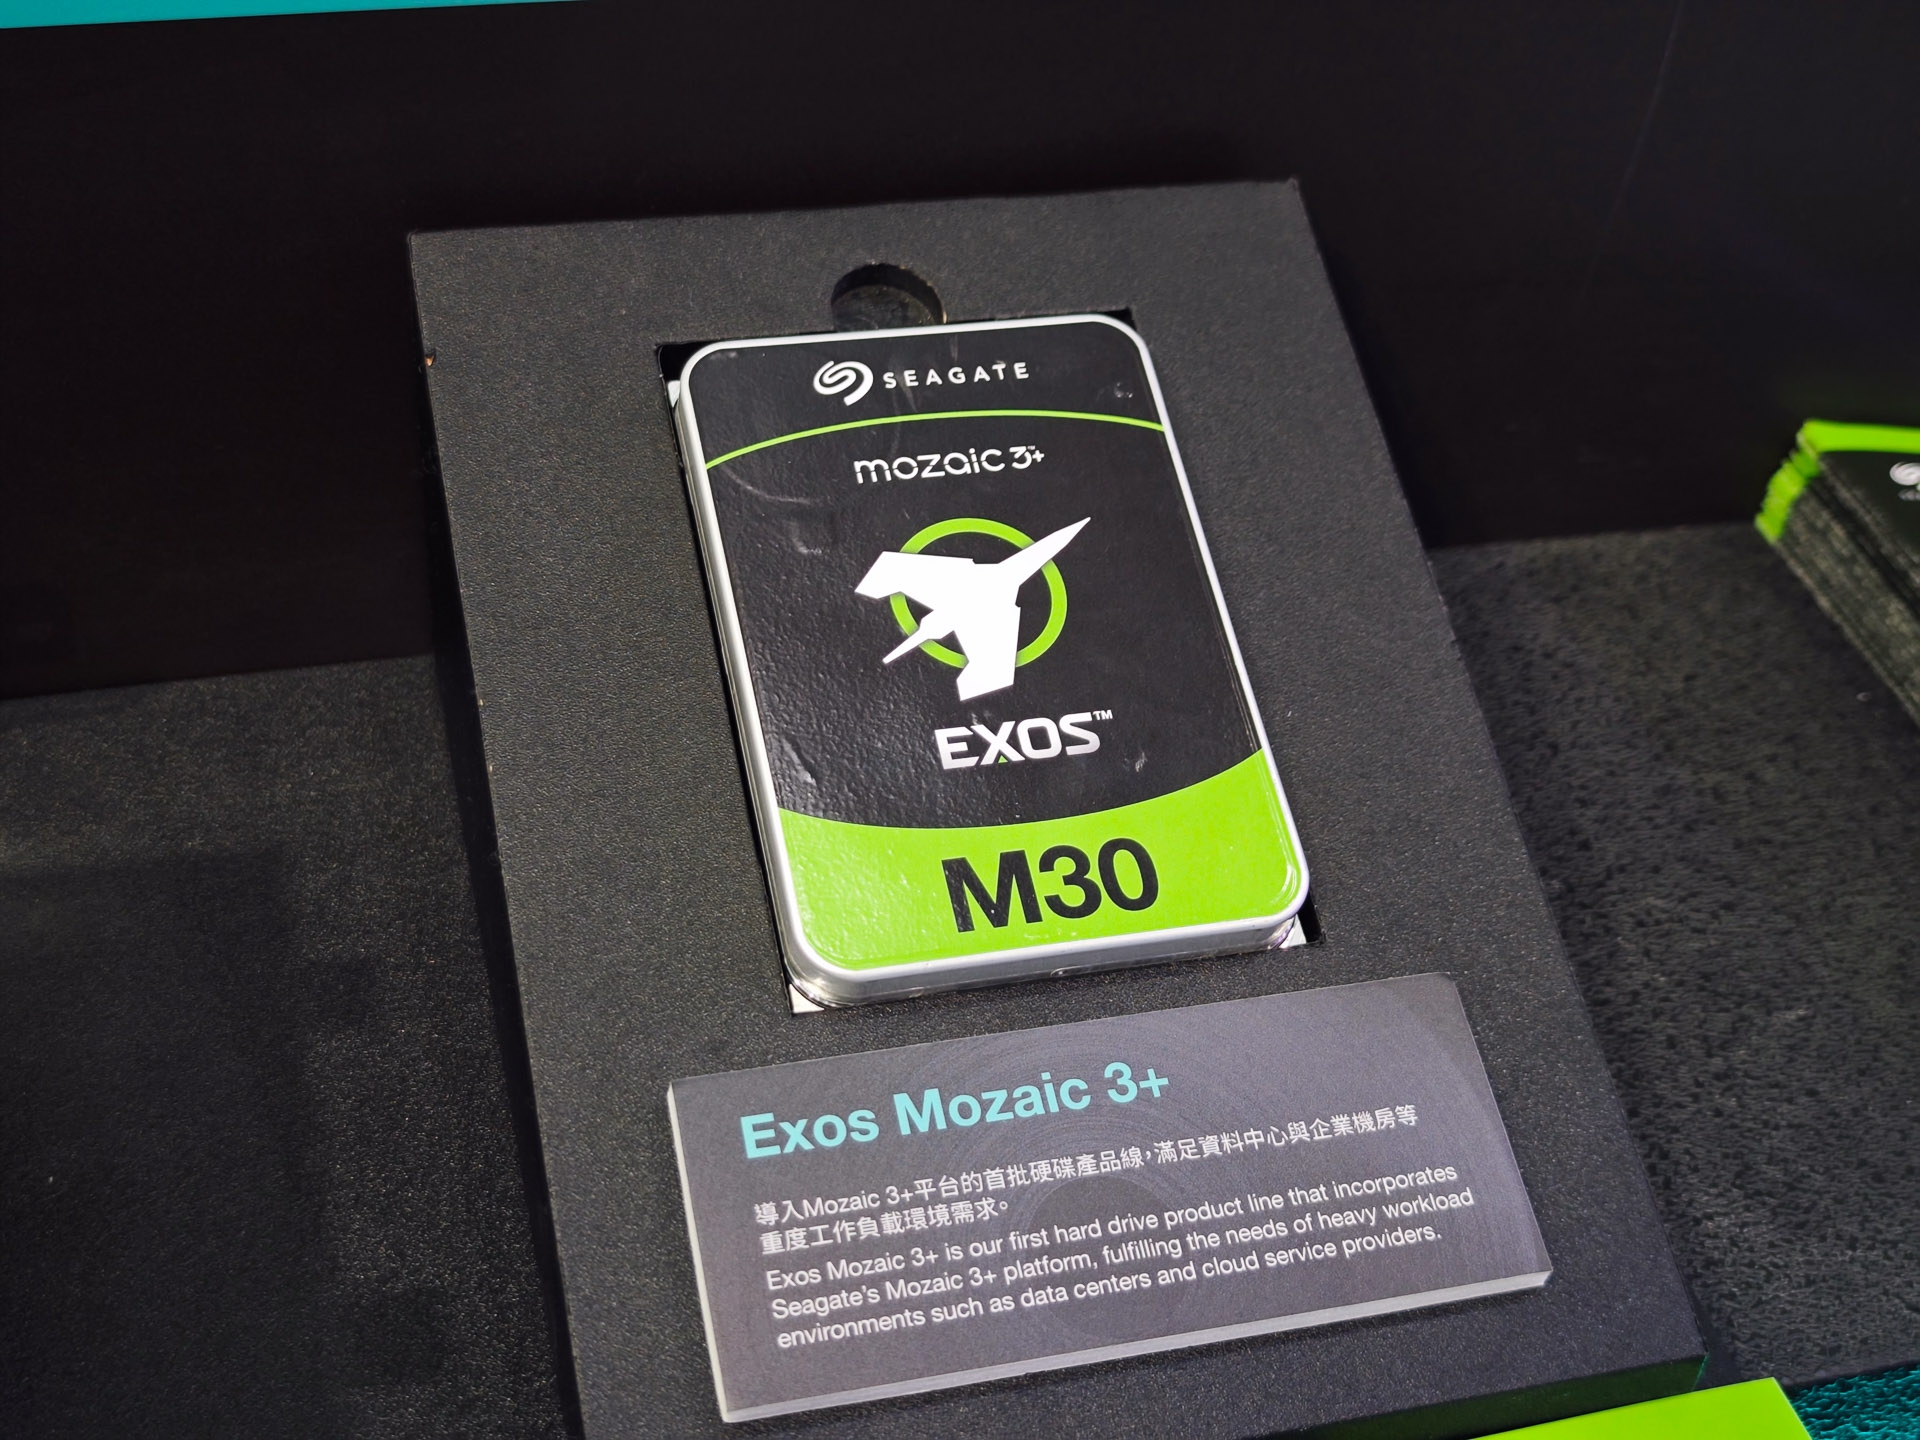 SEAGATE
mozaic 3+
EXOS™
M30
Exos Mozaic 3+
導入Mozaic 3+平台的首批硬碟產品線，滿足資料中心與企業機房等
重度工作負載環境需求。
Exos Mozaic 3+ is our first hard drive product line that incorporates
Seagate's Mozaic 3+ platform, fulfilling the needs of heavy workload
environments such as data centers and cloud service providers.